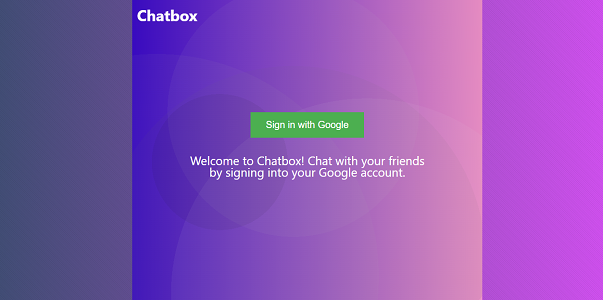 Chatbox
Sign in with Google
Welcome to Chatbox! Chat with your friends
by signing into your Google account.